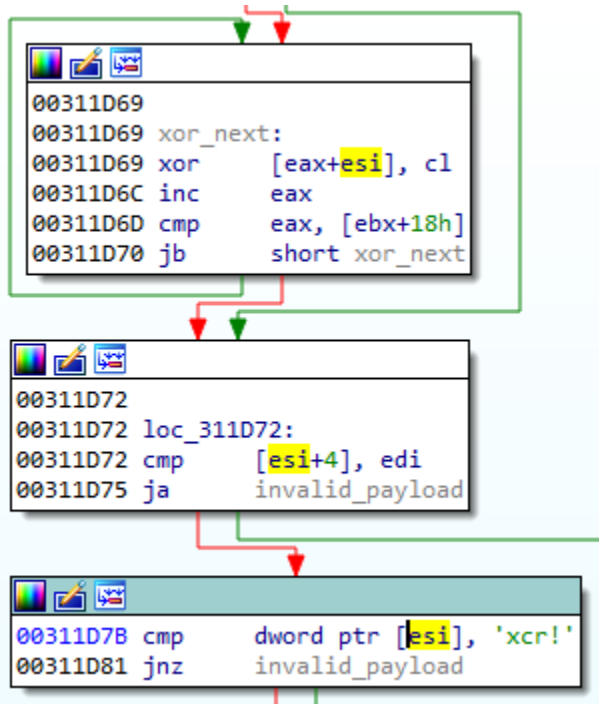 00311D69
00311D69 xor_next:
00311D69 xor [eax+esi], cl
00311D6C inc eax
00311D6D cmp eax, [ebx+18h]
00311D70 jb short xor_next
00311D72
00311D72 loc_311D72:
00311D72 cmp [esi+4], edi
00311D75 ja invalid_payload
00311D7B cmp dword ptr [esi], 'xcr!'
00311D81 jnz invalid_payload